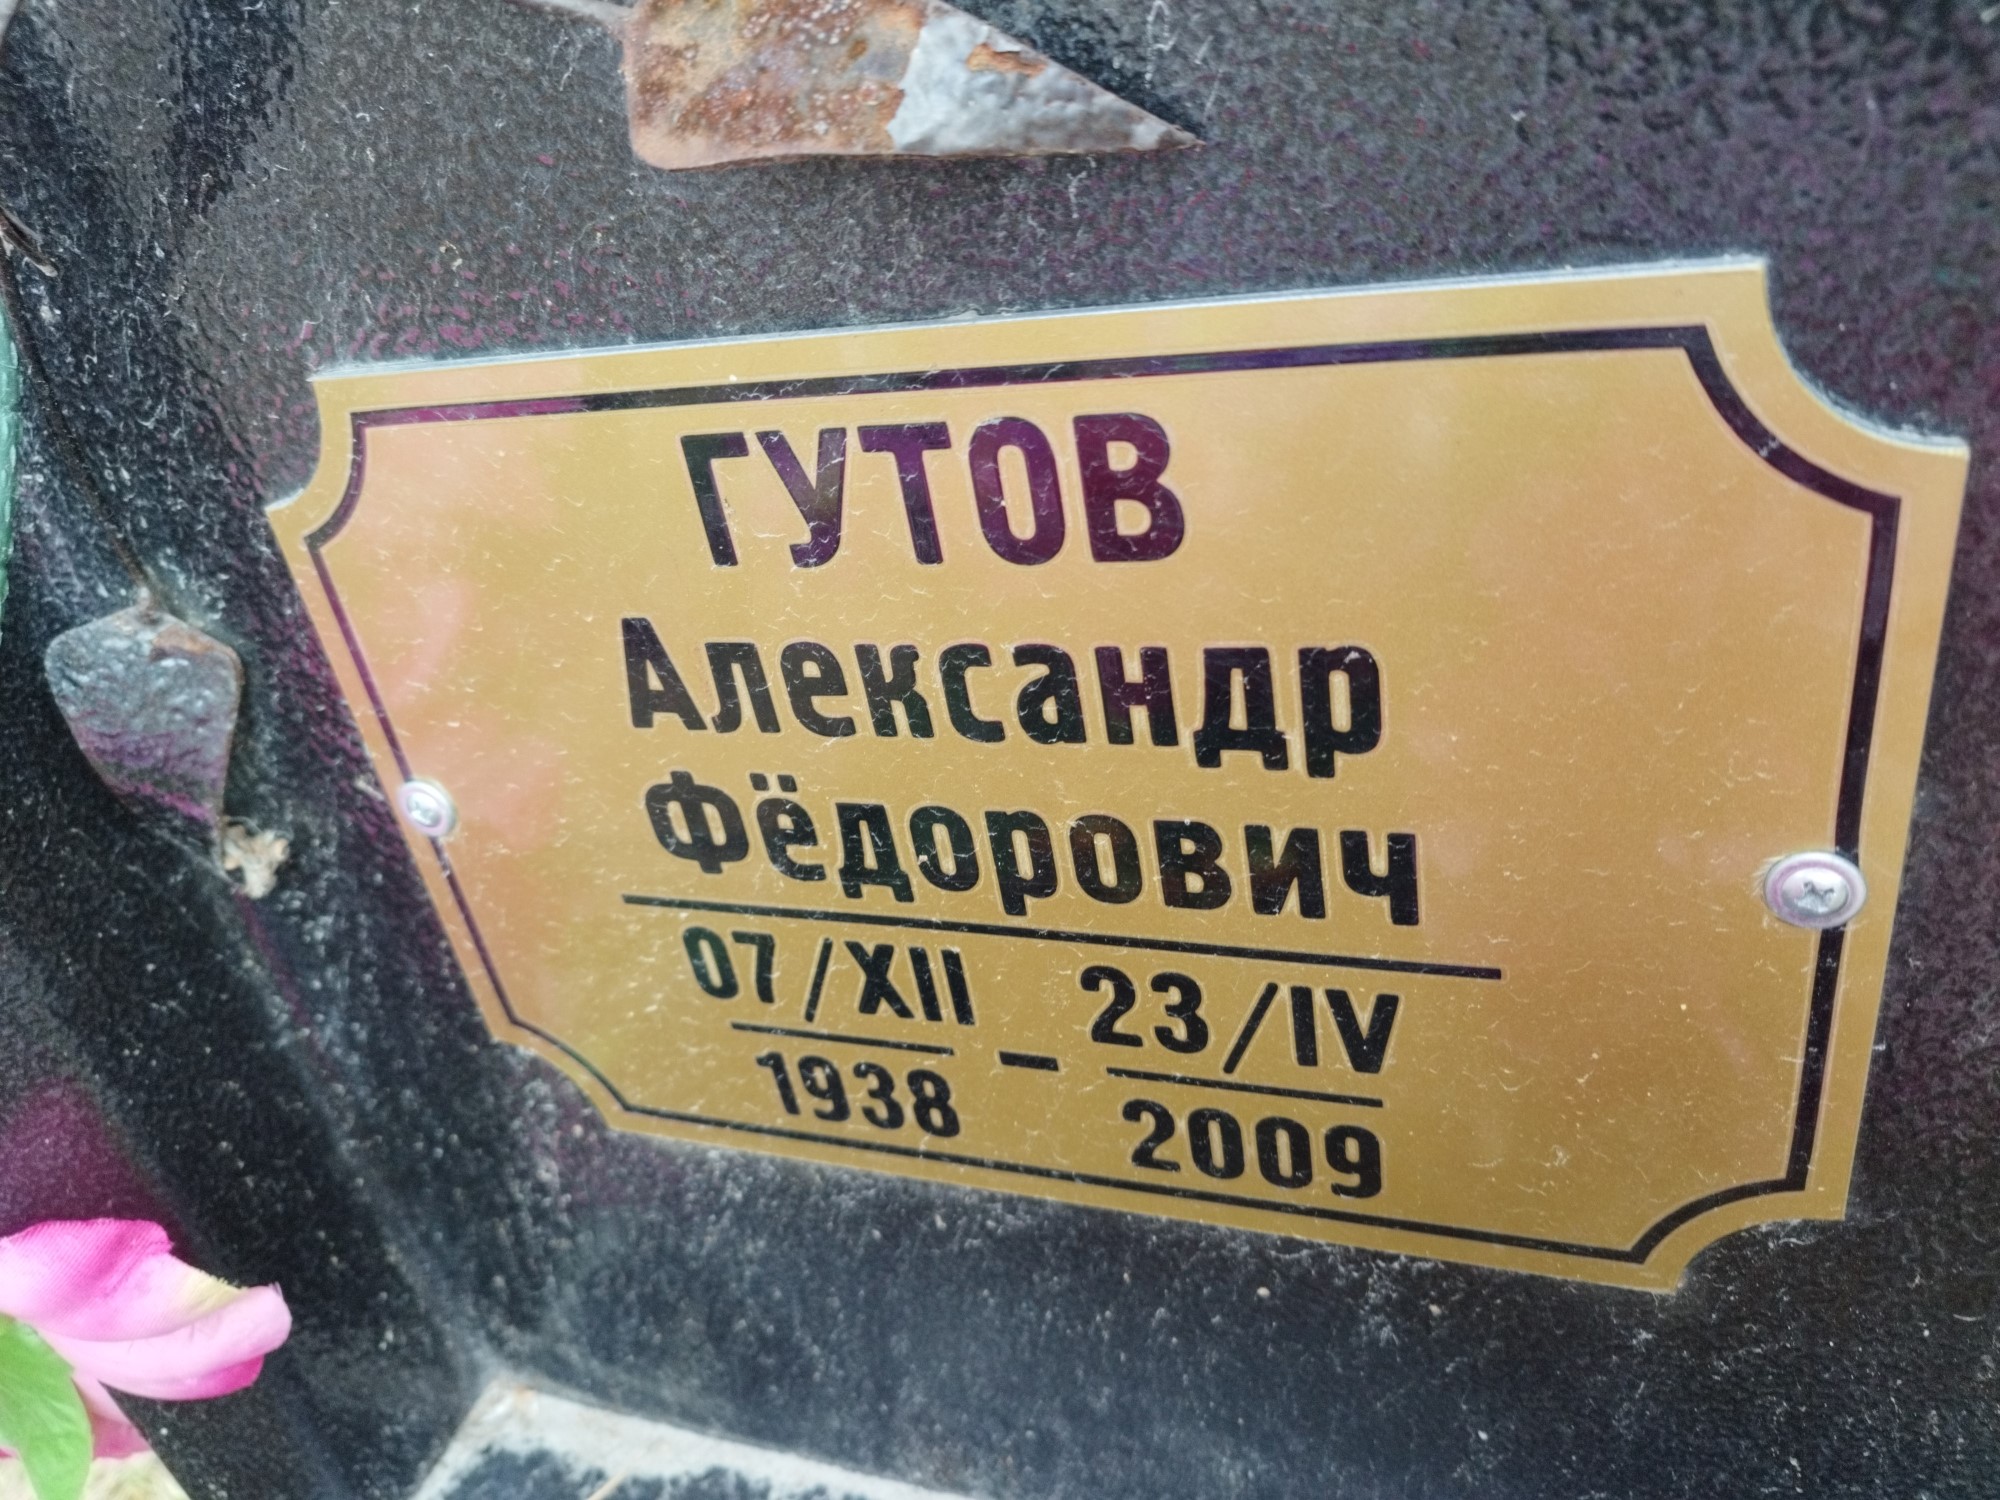 ГУТОВ
Александр
Фёдорович
07/XII – 23/IV
1938 2009